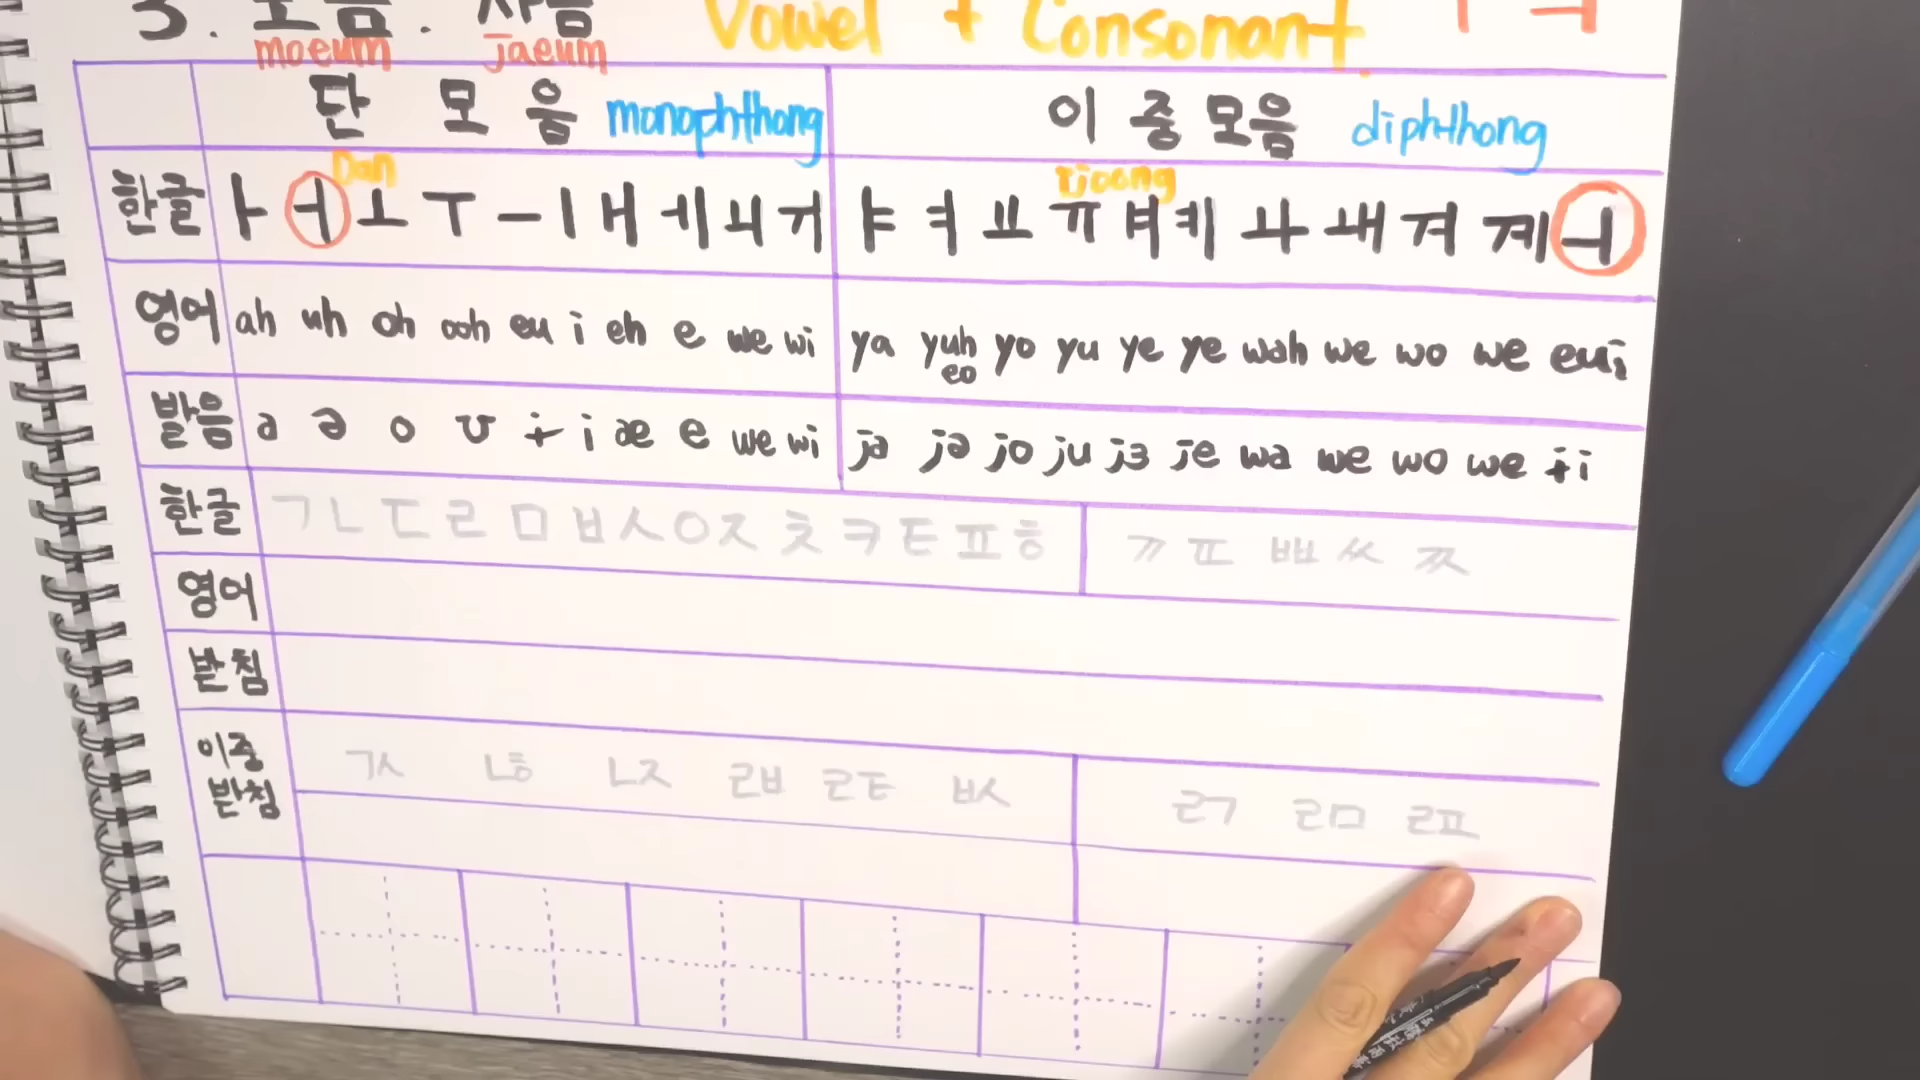 3. 모음. 자음 Vowel + Consonant ㅓ ㅢ
moeum jaeum
단 모 음 monophthong 이 중 모음 diphthong
Dan
한글 ㅏ ㅓ ㅗ ㅜ ㅡ ㅣ ㅐ ㅔ ㅚ ㅟ ㅑ ㅕ ㅛ ㅠ ㅒ ㅖ ㅘ ㅙ ㅝ ㅞ ㅢ
영어 ah uh oh ooh eu i eh e we wi ya yuh yo yu ye ye wah we wo we eui
eo
발음 a ə o ʊ ɨ i æ e we wi ja jə jo ju jɜ je wa we wo we ɨi
한글 ㄱ ㄴ ㄷ ㄹ ㅁ ㅂ ㅅ ㅇ ㅈ ㅊ ㅋ ㅌ ㅍ ㅎ ㄲ ㄸ ㅃ ㅆ ㅉ
영어
받침
이중 받침 ㄳ ㄶ ㄵ ㄼ ㄾ ㅄ ㄺ ㄻ ㄿ